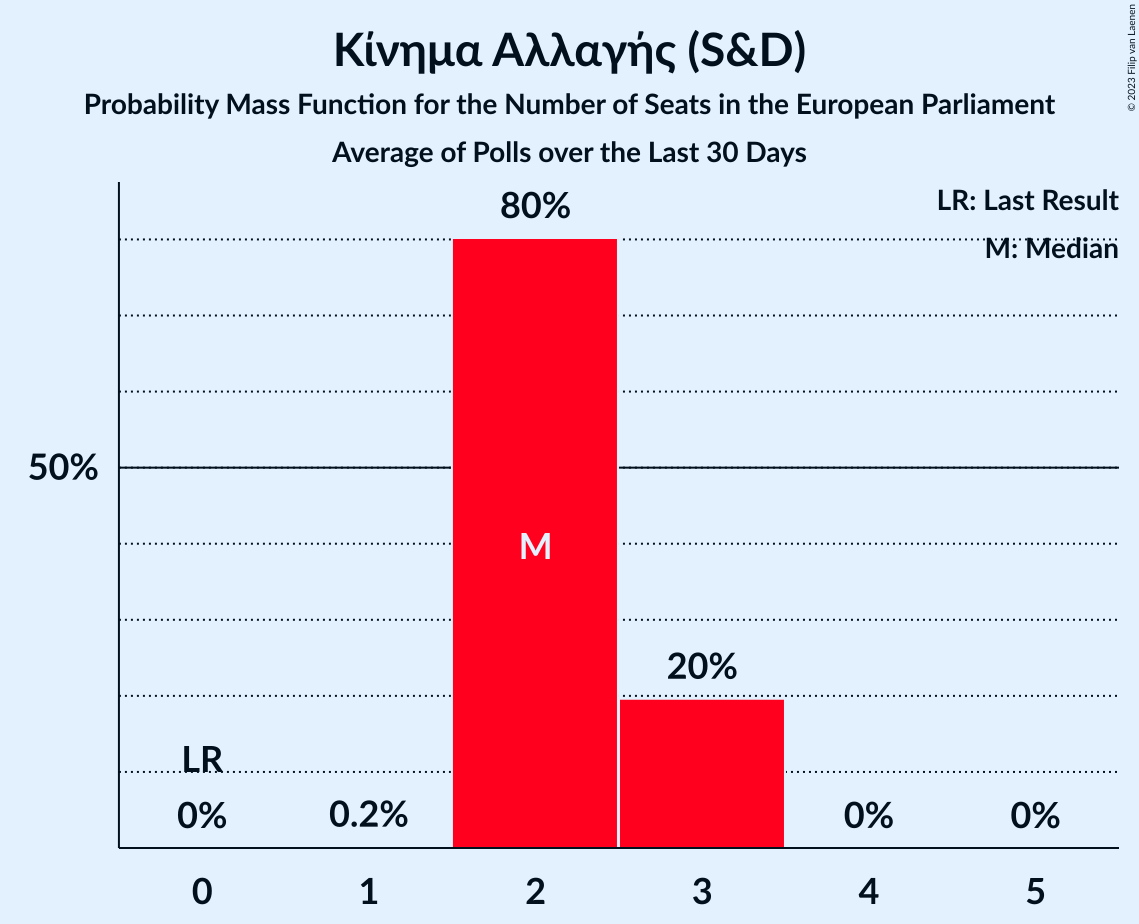 Κίνημα Αλλαγής (S&D)
Probability Mass Function for the Number of Seats in the European Parliament
Average of Polls over the Last 30 Days
© 2023 Filip van Laenen
LR: Last Result
M: Median
80%
50%
M
20%
LR
0%
0.2%
0%
0%
0
1
2
3
4
5